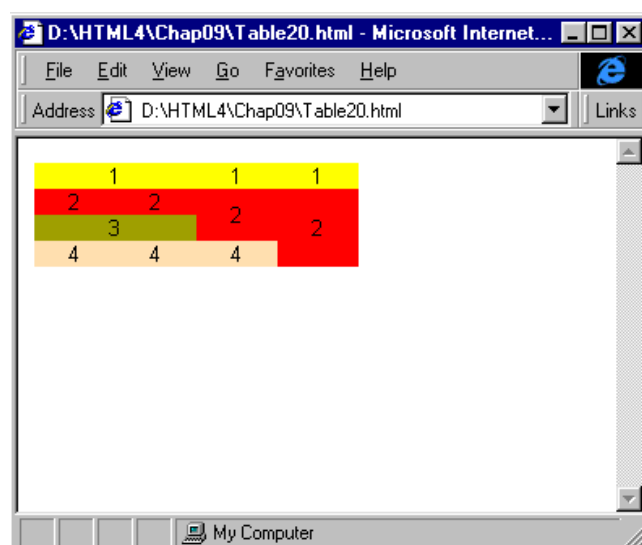 D:\HTML4\Chap09\Table20.html - Microsoft Internet...
File Edit View Go Favorites Help
Address D:\HTML4\Chap09\Table20.html Links
1 1 1
2 2 2 2
3
4 4 4
My Computer